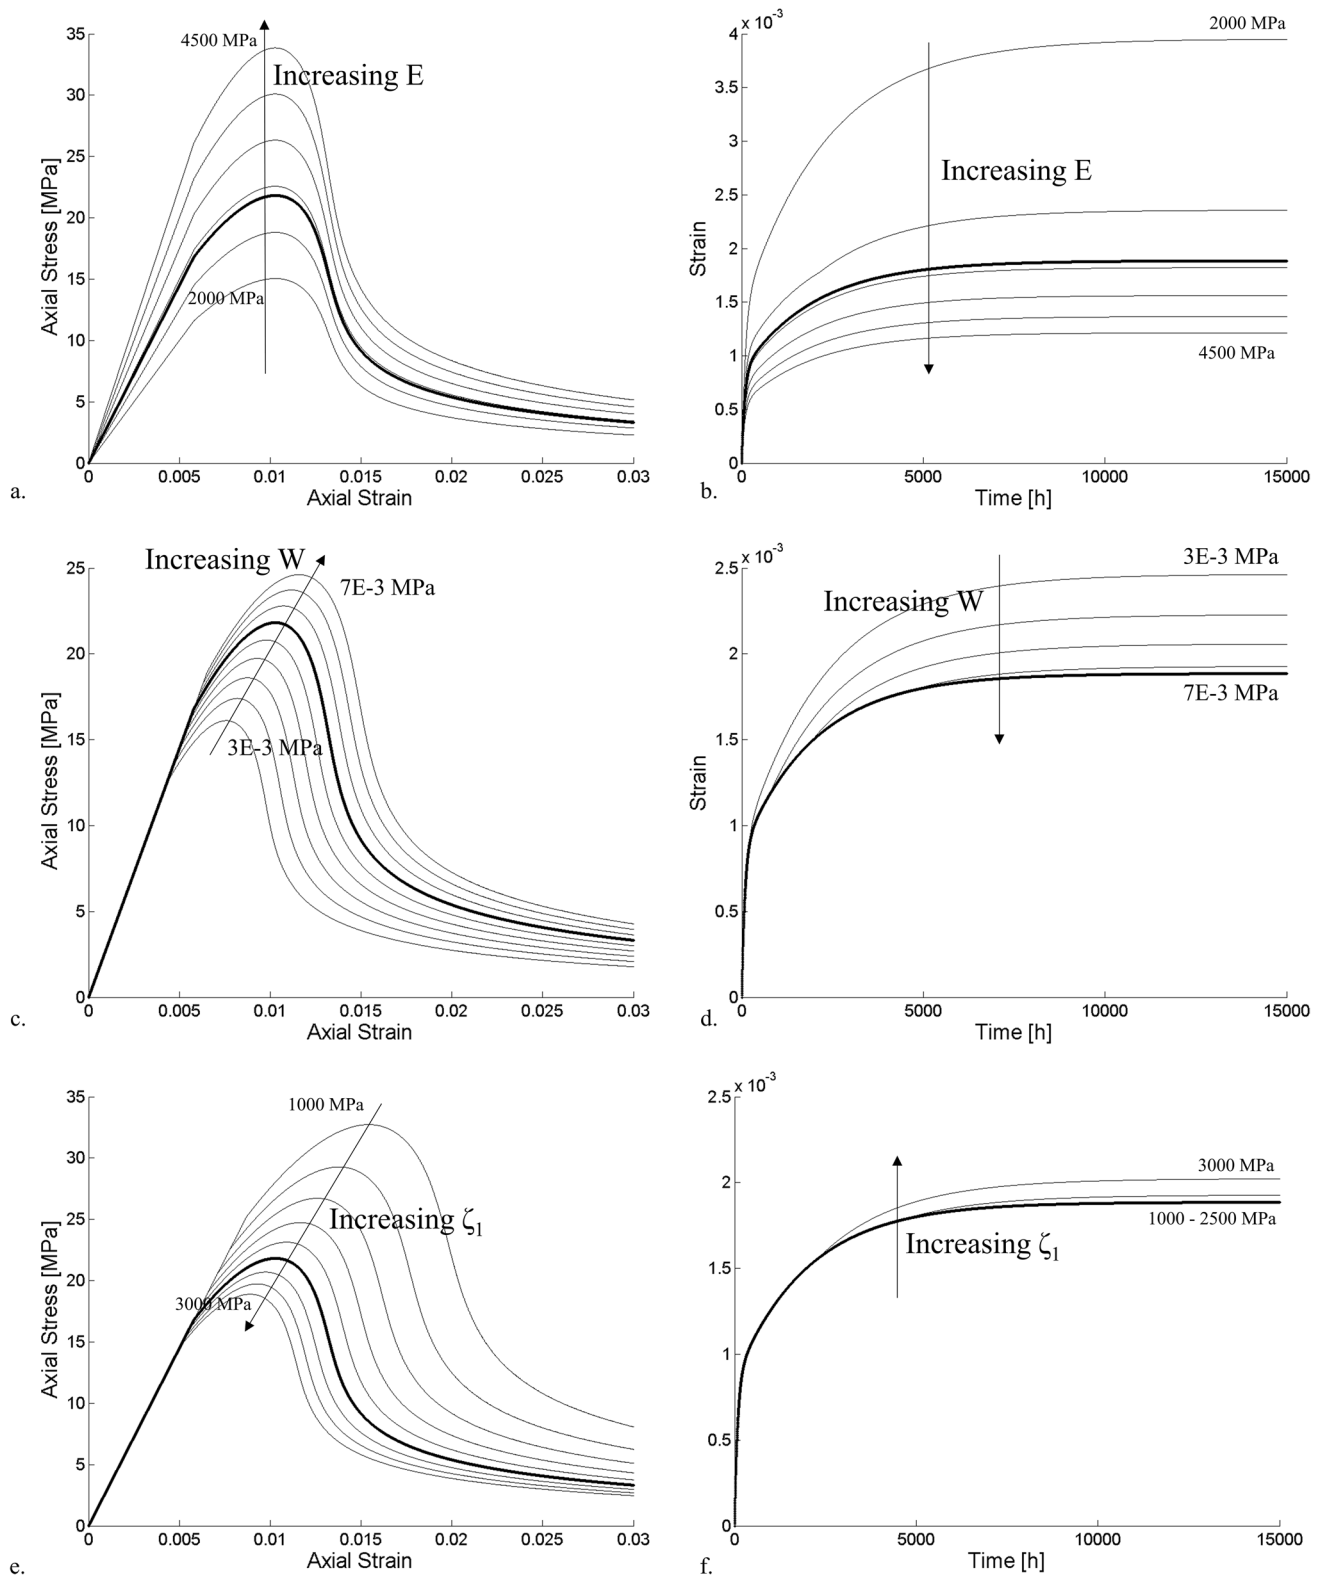 35
30
25
20
15
10
5
0
Axial Stress [MPa]
4500 MPa
Increasing E
2000 MPa
0 0.005 0.01 0.015 0.02 0.025 0.03
Axial Strain
a.
4 x 10-3
3.5
3
2.5
2
1.5
1
0.5
0
Strain
2000 MPa
Increasing E
4500 MPa
0 5000 10000 15000
Time [h]
b.
25
20
15
10
5
0
Axial Stress [MPa]
Increasing W
7E-3 MPa
3E-3 MPa
0 0.005 0.01 0.015 0.02 0.025 0.03
Axial Strain
c.
x 10-3
2.5
2
1.5
1
0.5
0
Strain
3E-3 MPa
Increasing W
7E-3 MPa
0 5000 10000 15000
Time [h]
d.
35
30
25
20
15
10
5
0
Axial Stress [MPa]
1000 MPa
Increasing ζ1
3000 MPa
0 0.005 0.01 0.015 0.02 0.025 0.03
Axial Strain
e.
2.5 x 10-3
2
1.5
1
0.5
0
Strain
3000 MPa
1000 - 2500 MPa
Increasing ζ1
0 5000 10000 15000
Time [h]
f.